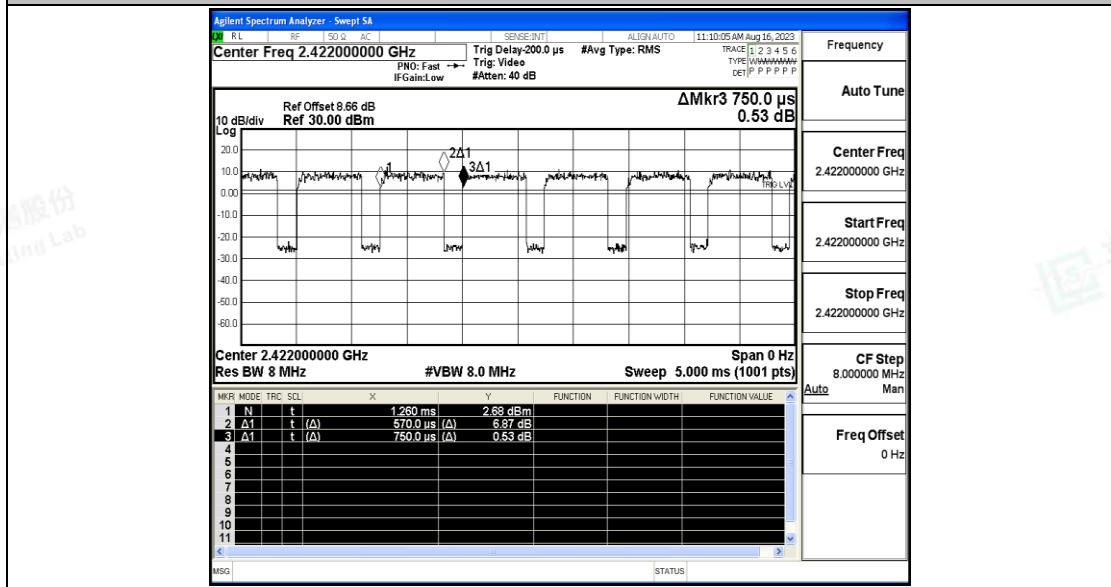 Agilent Spectrum Analyzer - Swept SA
RL RF 50 Ω AC SENSE:INT ALIGN AUTO 11:10:05 AM Aug 16, 2023
Center Freq 2.422000000 GHz
PNO: Fast
IFGain:Low
Trig Delay-200.0 µs
Trig: Video
#Atten: 40 dB
#Avg Type: RMS
TRACE 1 2 3 4 5 6
TYPE
DET P P P P P P
ΔMkr3 750.0 µs
0.53 dB
Ref Offset 8.66 dB
10 dB/div Ref 30.00 dBm
Log
20.0
10.0
0.00
-10.0
-20.0
-30.0
-40.0
-50.0
-60.0
1
2Δ1
3Δ1
TRIG LVL
Center 2.422000000 GHz Span 0 Hz
Res BW 8 MHz #VBW 8.0 MHz Sweep 5.000 ms (1001 pts)
MKR MODE TRC SCL X Y FUNCTION FUNCTION WIDTH FUNCTION VALUE
1 N t 1.260 ms 2.68 dBm
2 Δ1 t (Δ) 570.0 µs (Δ) 6.87 dB
3 Δ1 t (Δ) 750.0 µs (Δ) 0.53 dB
4
5
6
7
8
9
10
11
MSG STATUS
Frequency
Auto Tune
Center Freq
2.422000000 GHz
Start Freq
2.422000000 GHz
Stop Freq
2.422000000 GHz
CF Step
8.000000 MHz
Auto Man
Freq Offset
0 Hz
股份
Lab